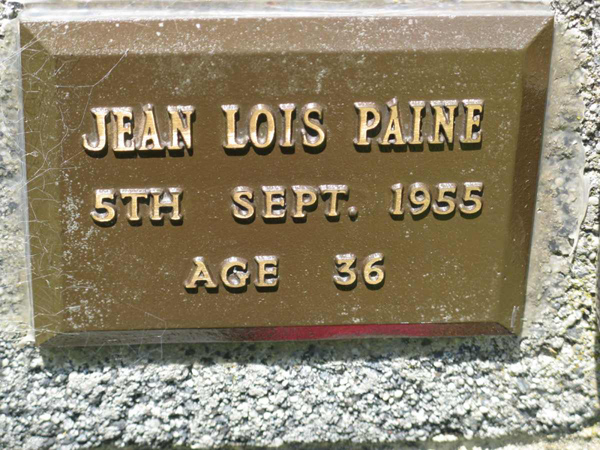 JEAN LOIS PAINE
5TH SEPT. 1955
AGE 36